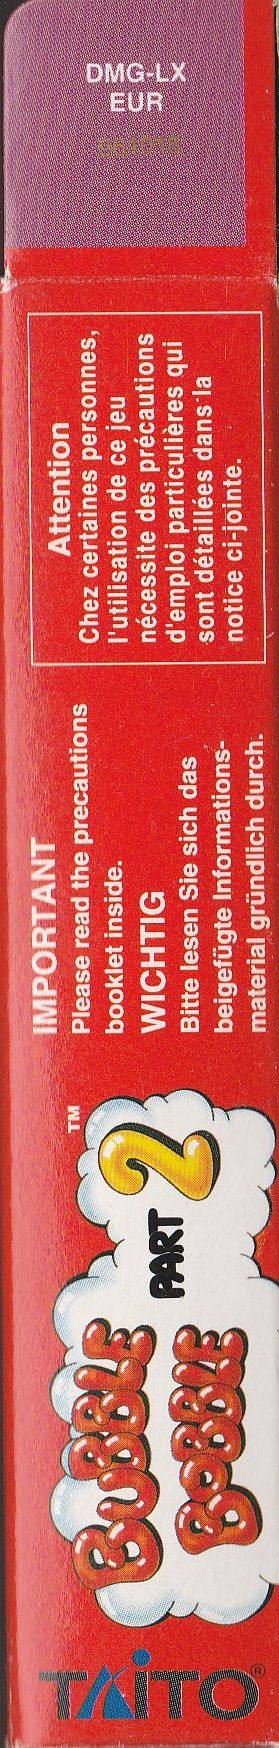 DMG-LX
EUR
Attention
Chez certaines personnes,
l'utilisation de ce jeu
nécessite des précautions
d'emploi particulières qui
sont détaillées dans la
notice ci-jointe.
IMPORTANT
Please read the precautions
booklet inside.
WICHTIG
Bitte lesen Sie sich das
beigefügte Informations-
material gründlich durch.
BUBBLE
BOBBLE
PART 2 ™
TAITO®